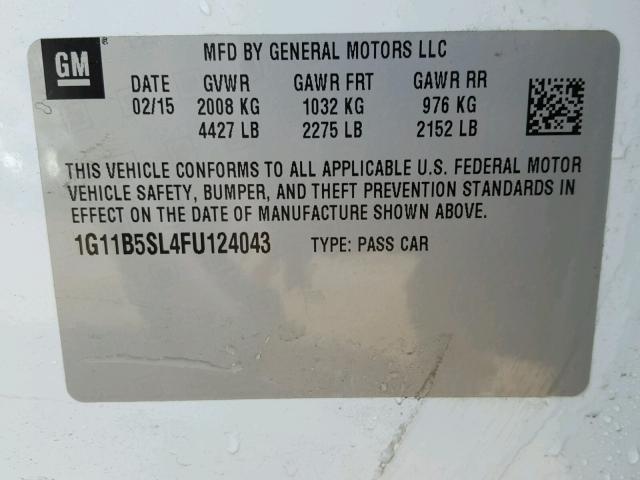 GM
MFD BY GENERAL MOTORS LLC
DATE GVWR GAWR FRT GAWR RR
02/15 2008 KG 1032 KG 976 KG
4427 LB 2275 LB 2152 LB
THIS VEHICLE CONFORMS TO ALL APPLICABLE U.S. FEDERAL MOTOR
VEHICLE SAFETY, BUMPER, AND THEFT PREVENTION STANDARDS IN
EFFECT ON THE DATE OF MANUFACTURE SHOWN ABOVE.
1G11B5SL4FU124043 TYPE: PASS CAR